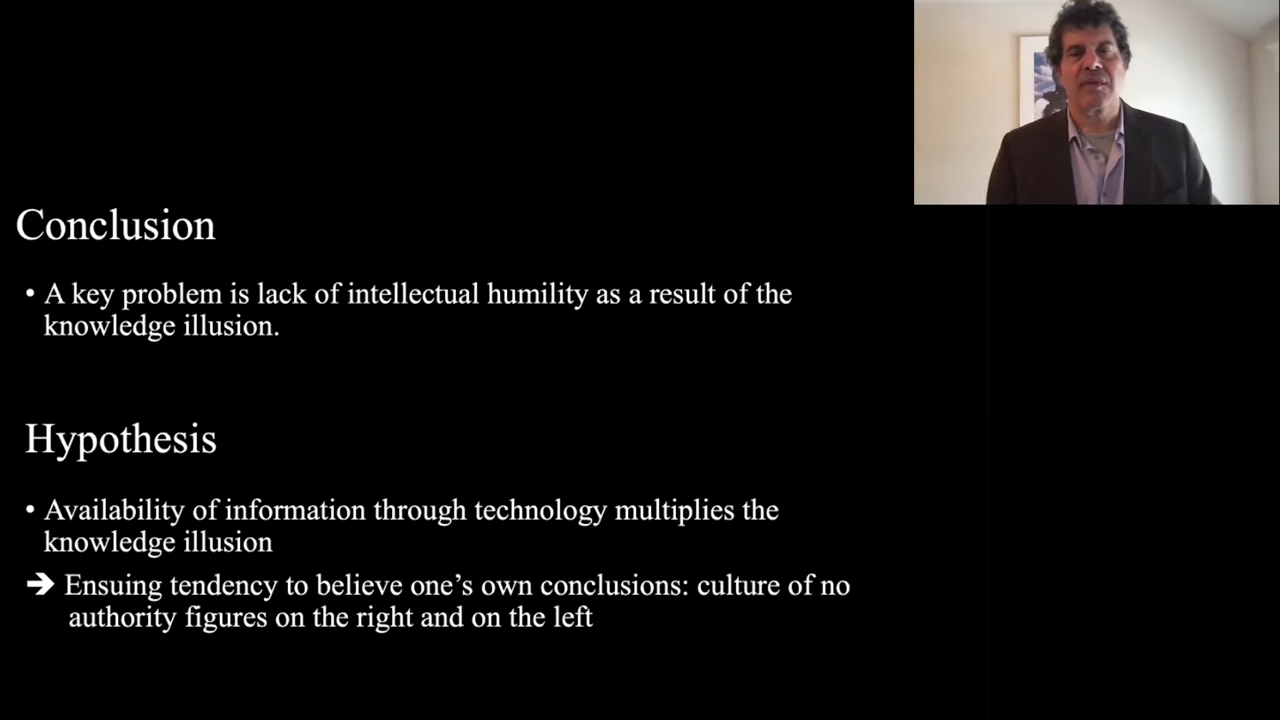 Conclusion
• A key problem is lack of intellectual humility as a result of the
knowledge illusion.
Hypothesis
• Availability of information through technology multiplies the
knowledge illusion
➔ Ensuing tendency to believe one’s own conclusions: culture of no
authority figures on the right and on the left